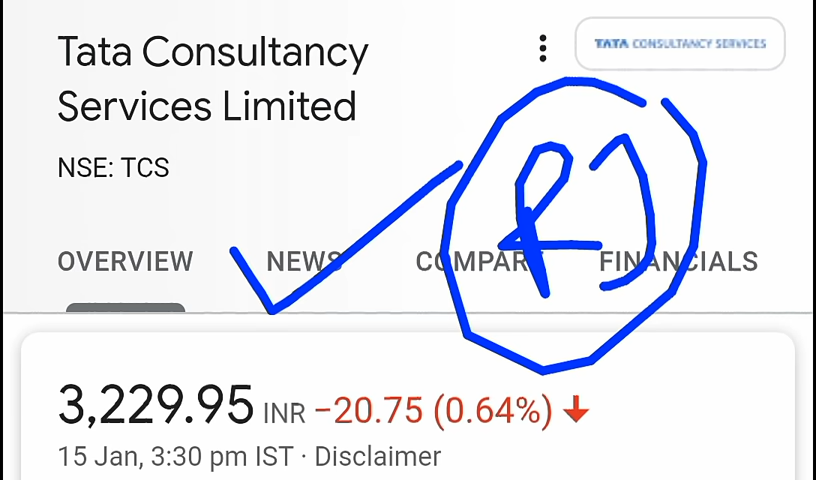 Tata Consultancy
Services Limited
TATA CONSULTANCY SERVICES
NSE: TCS
OVERVIEW NEWS COMPARE FINANCIALS
3,229.95 INR −20.75 (0.64%)
15 Jan, 3:30 pm IST · Disclaimer